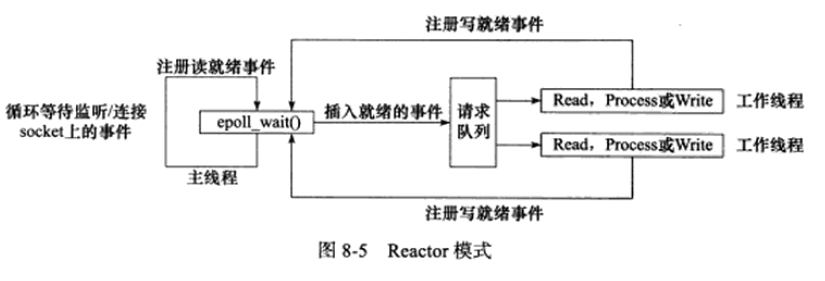 注册写就绪事件
注册读就绪事件
循环等待监听/连接
socket上的事件
epoll_wait()
插入就绪的事件
请求
队列
Read，Process或Write
工作线程
Read，Process或Write
工作线程
主线程
注册写就绪事件
图 8-5 Reactor 模式